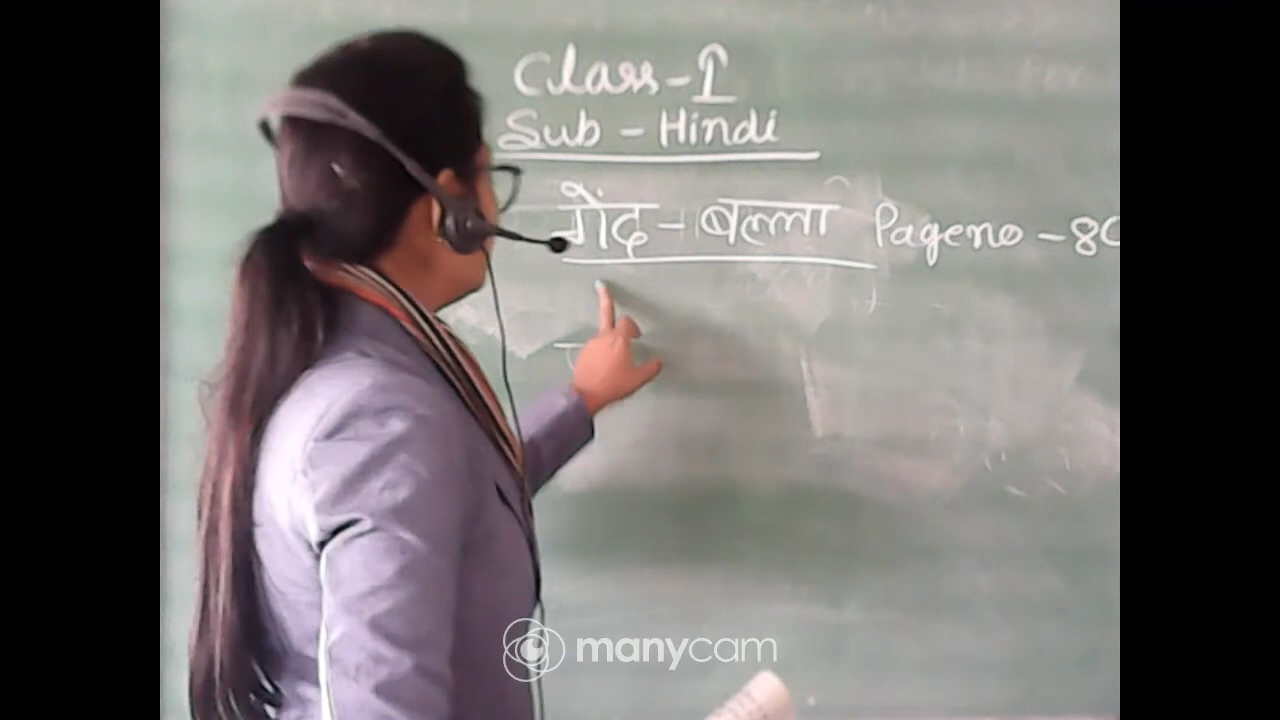 Class - I
Sub - Hindi
गेंद - बल्ला Pageno - 80
manycam